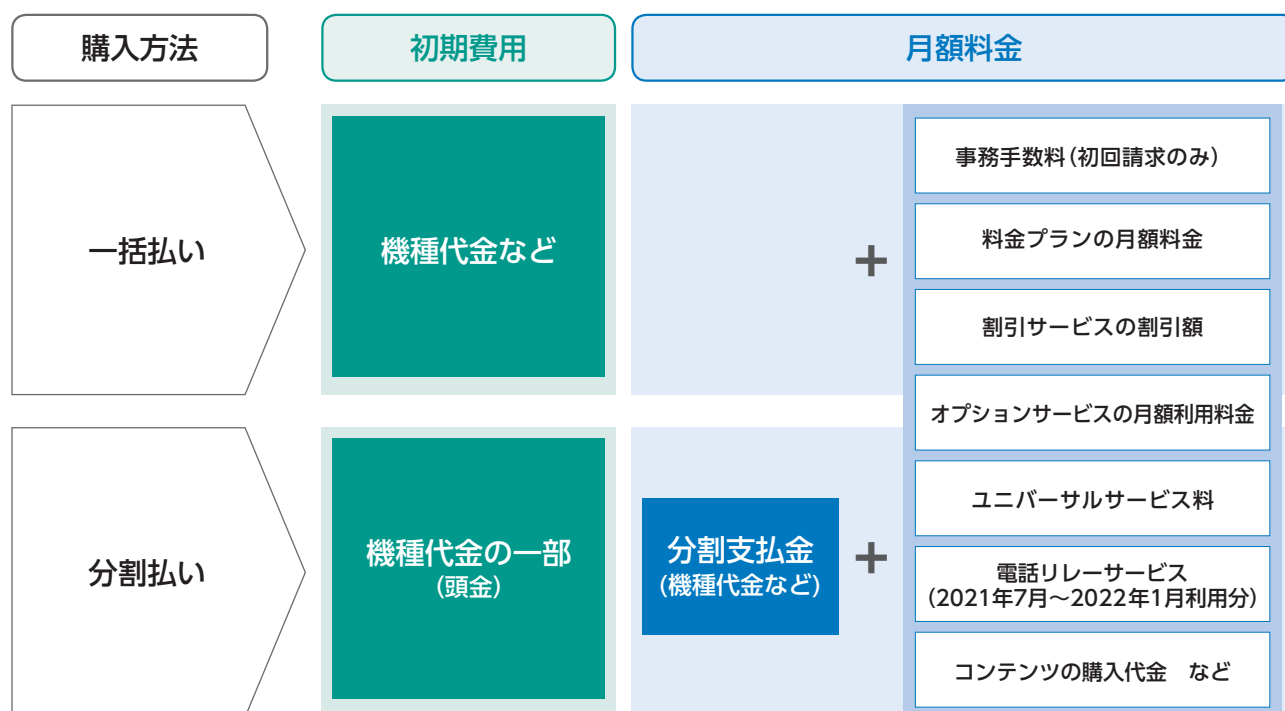 購入方法
初期費用
月額料金
一括払い
機種代金など
+
事務手数料(初回請求のみ)
料金プランの月額料金
割引サービスの割引額
オプションサービスの月額利用料金
ユニバーサルサービス料
電話リレーサービス
(2021年7月~2022年1月利用分)
コンテンツの購入代金 など
分割払い
機種代金の一部
(頭金)
分割支払金
(機種代金など)
+